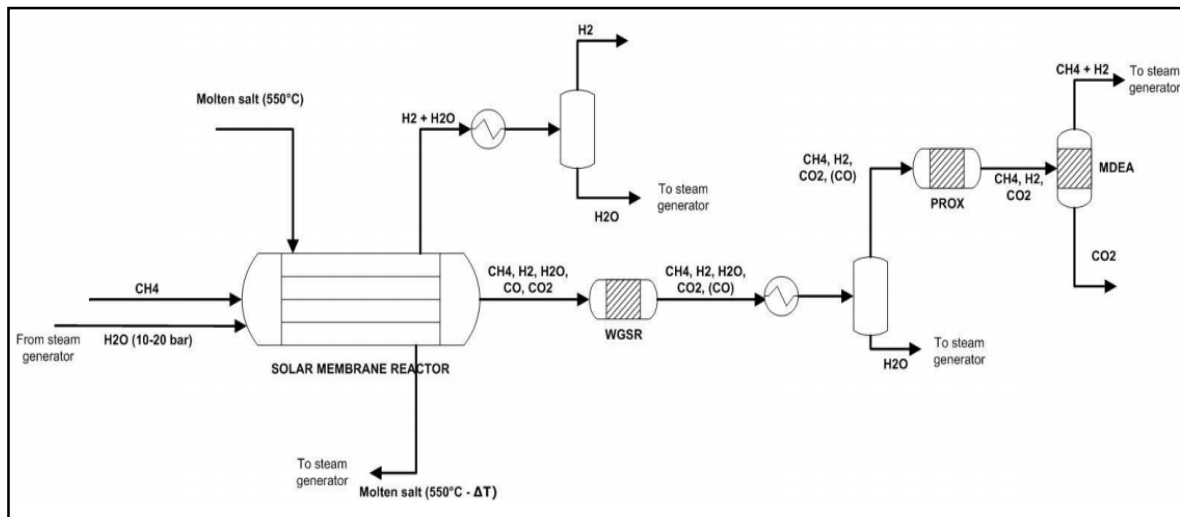 H2
CH4 + H2
To steam
generator
Molten salt (550°C)
H2 + H2O
CH4, H2,
CO2, (CO)
MDEA
CH4, H2,
CO2
PROX
To steam
generator
H2O
CO2
CH4
CH4, H2, H2O,
CO, CO2
CH4, H2, H2O,
CO2, (CO)
From steam
generator
H2O (10-20 bar)
WGSR
SOLAR MEMBRANE REACTOR
To steam
generator
H2O
To steam
generator
Molten salt (550°C - ΔT)